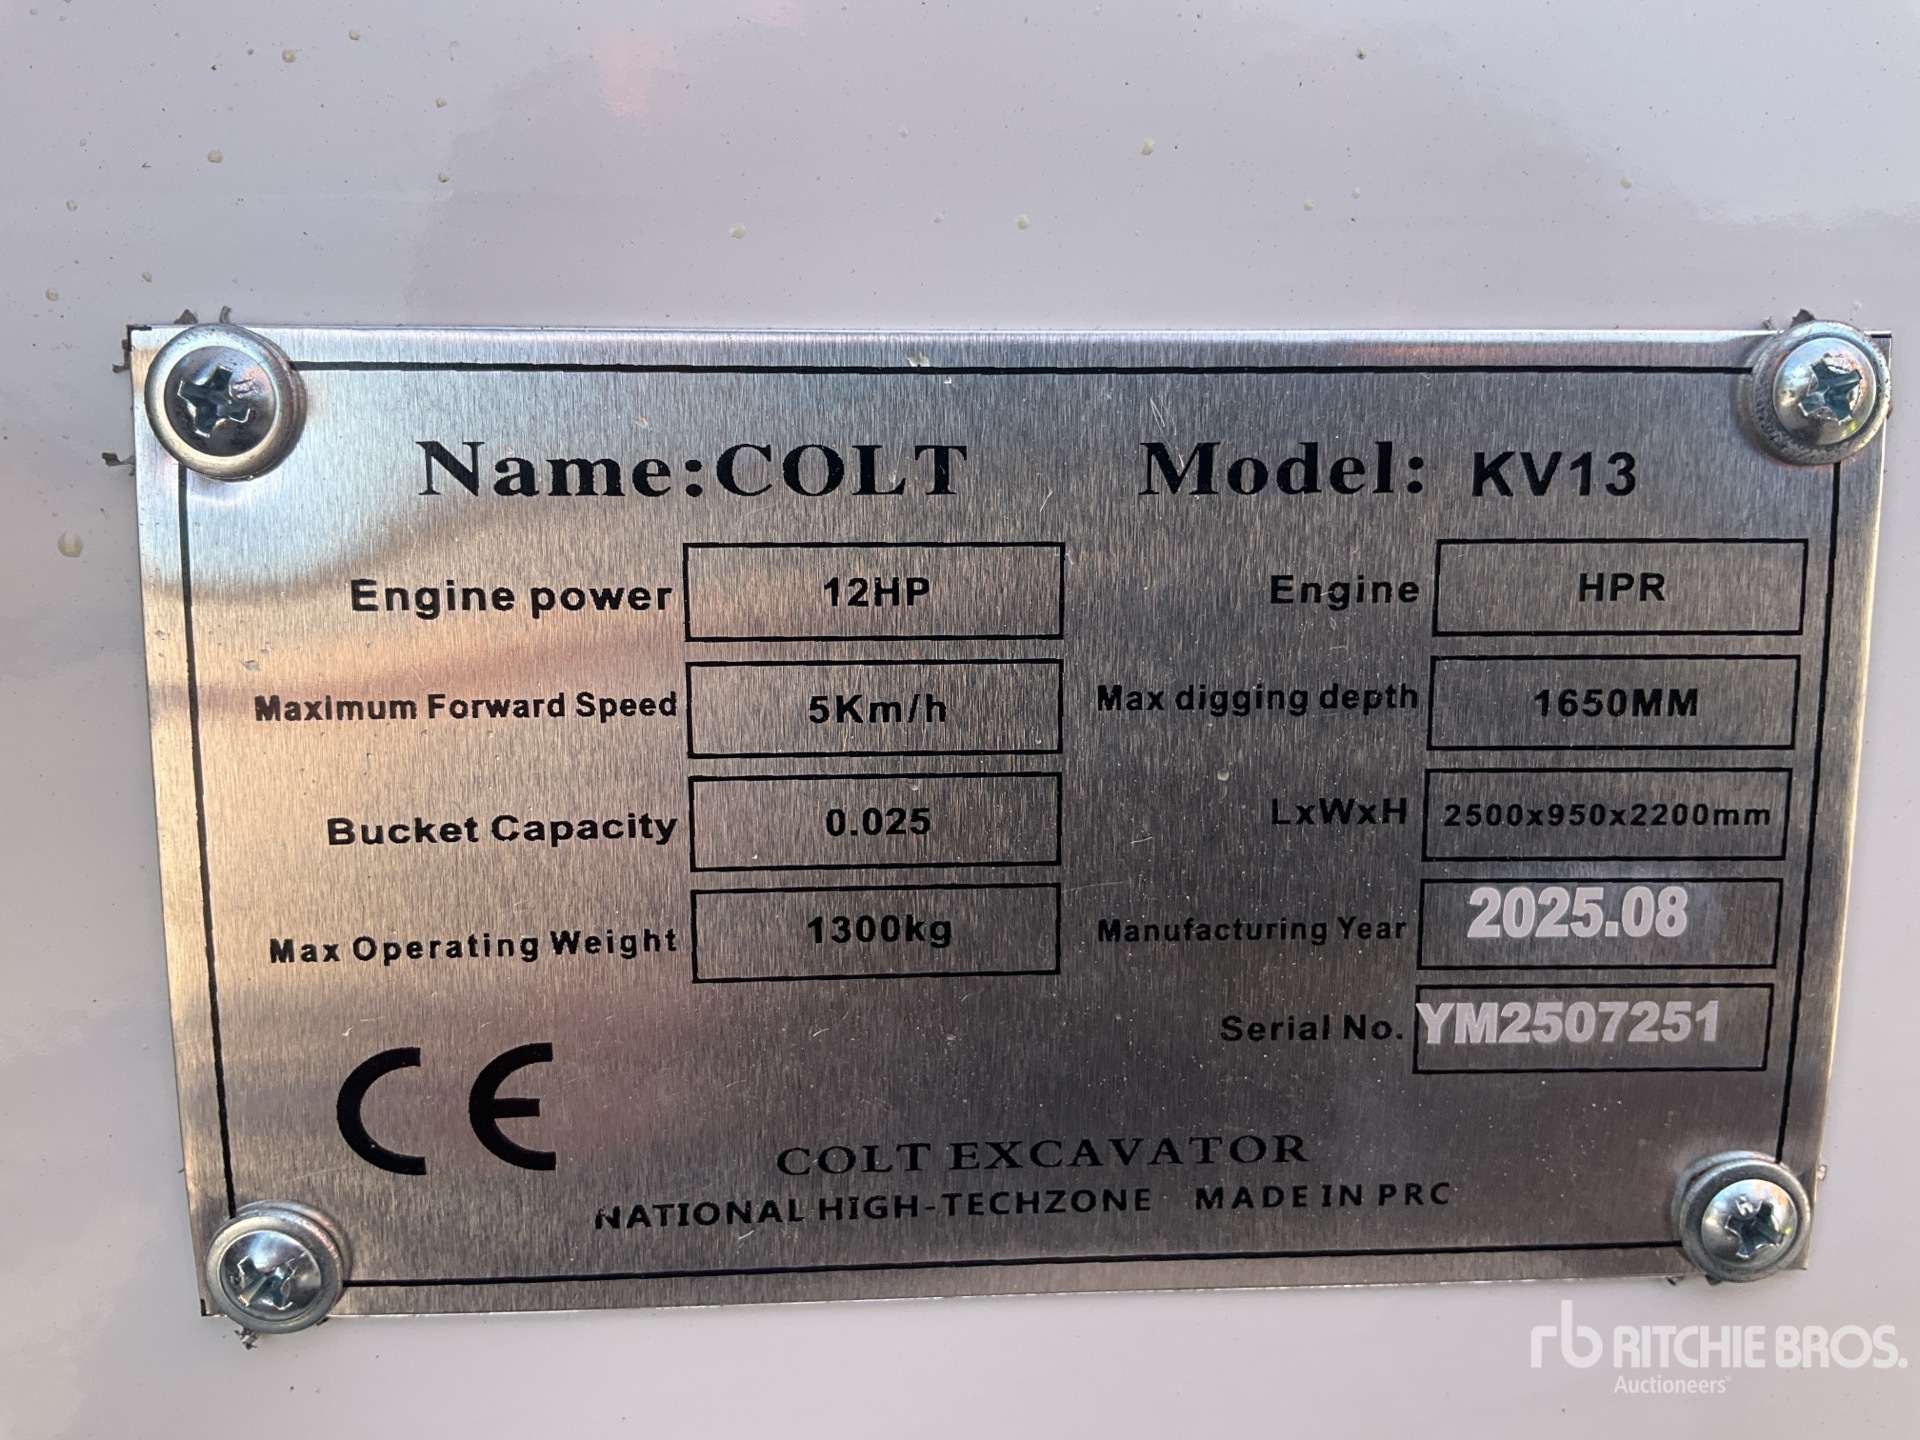 Name:COLT Model: KV13
Engine power 12HP Engine HPR
Maximum Forward Speed 5Km/h Max digging depth 1650MM
Bucket Capacity 0.025 LxWxH 2500x950x2200mm
Max Operating Weight 1300kg Manufacturing Year 2025.08
Serial No. YM2507251
CE
COLT EXCAVATOR
NATIONAL HIGH-TECHZONE MADE IN PRC
rb RITCHIE BROS.
Auctioneers